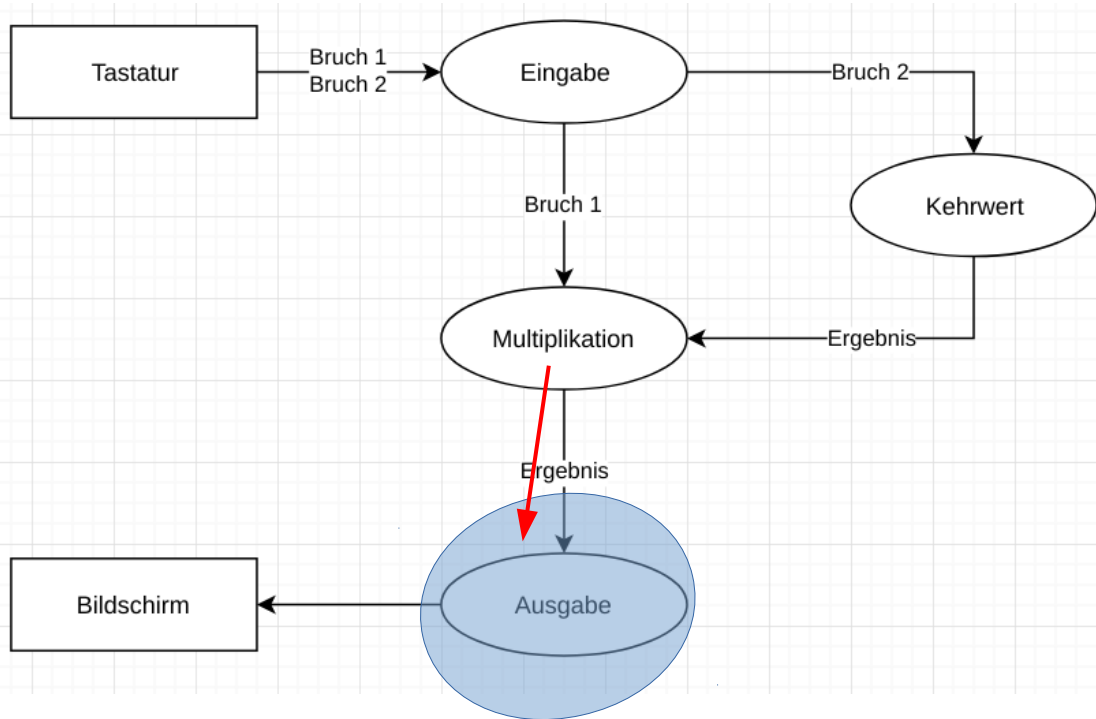 Tastatur
Bruch 1
Bruch 2
Eingabe
Bruch 2
Bruch 1
Kehrwert
Multiplikation
Ergebnis
Ergebnis
Bildschirm
Ausgabe